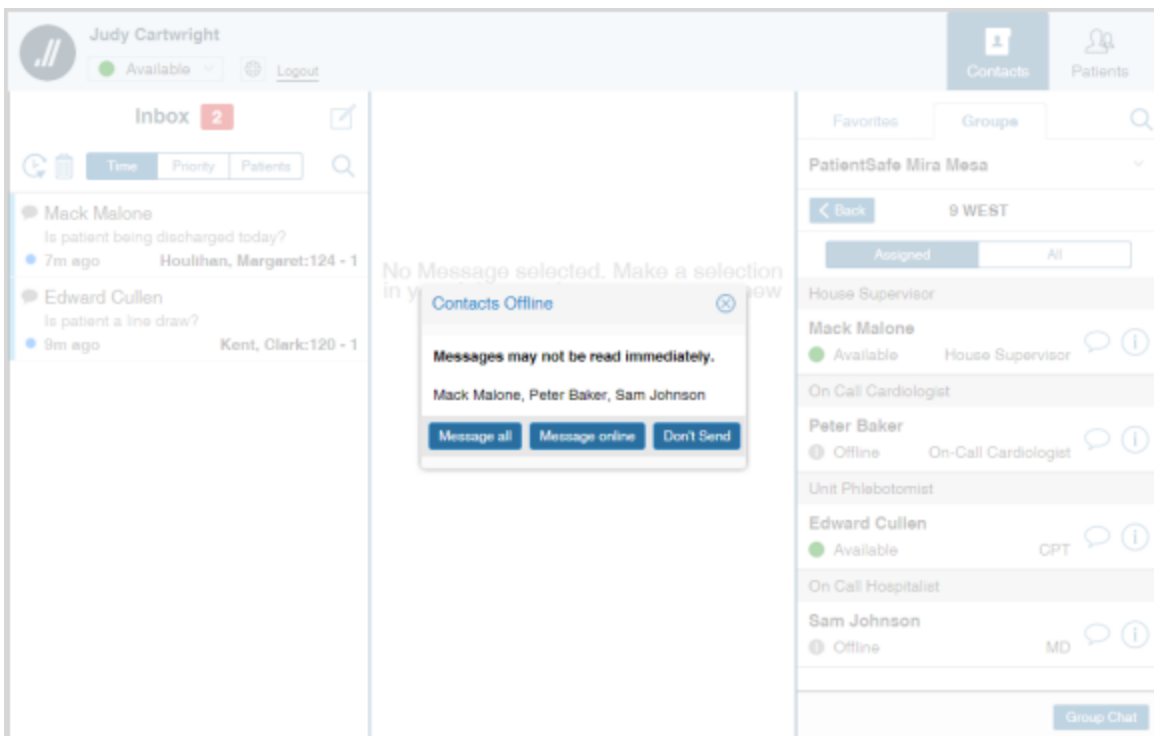 Judy Cartwright
Available
Logout
Contacts
Patients
Inbox 2
Time Priority Patients
Mack Malone
Is patient being discharged today?
7m ago Houlihan, Margaret:124 - 1
Edward Cullen
Is patient a line draw?
9m ago Kent, Clark:120 - 1
No Message selected. Make a selection
in
Contacts Offline
Messages may not be read immediately.
Mack Malone, Peter Baker, Sam Johnson
Message all Message online Don't Send
Favorites Groups
PatientSafe Mira Mesa
Back 9 WEST
Assigned All
House Supervisor
Mack Malone
Available House Supervisor
On Call Cardiologist
Peter Baker
Offline On-Call Cardiologist
Unit Phlebotomist
Edward Cullen
Available CPT
On Call Hospitalist
Sam Johnson
Offline MD
Group Chat